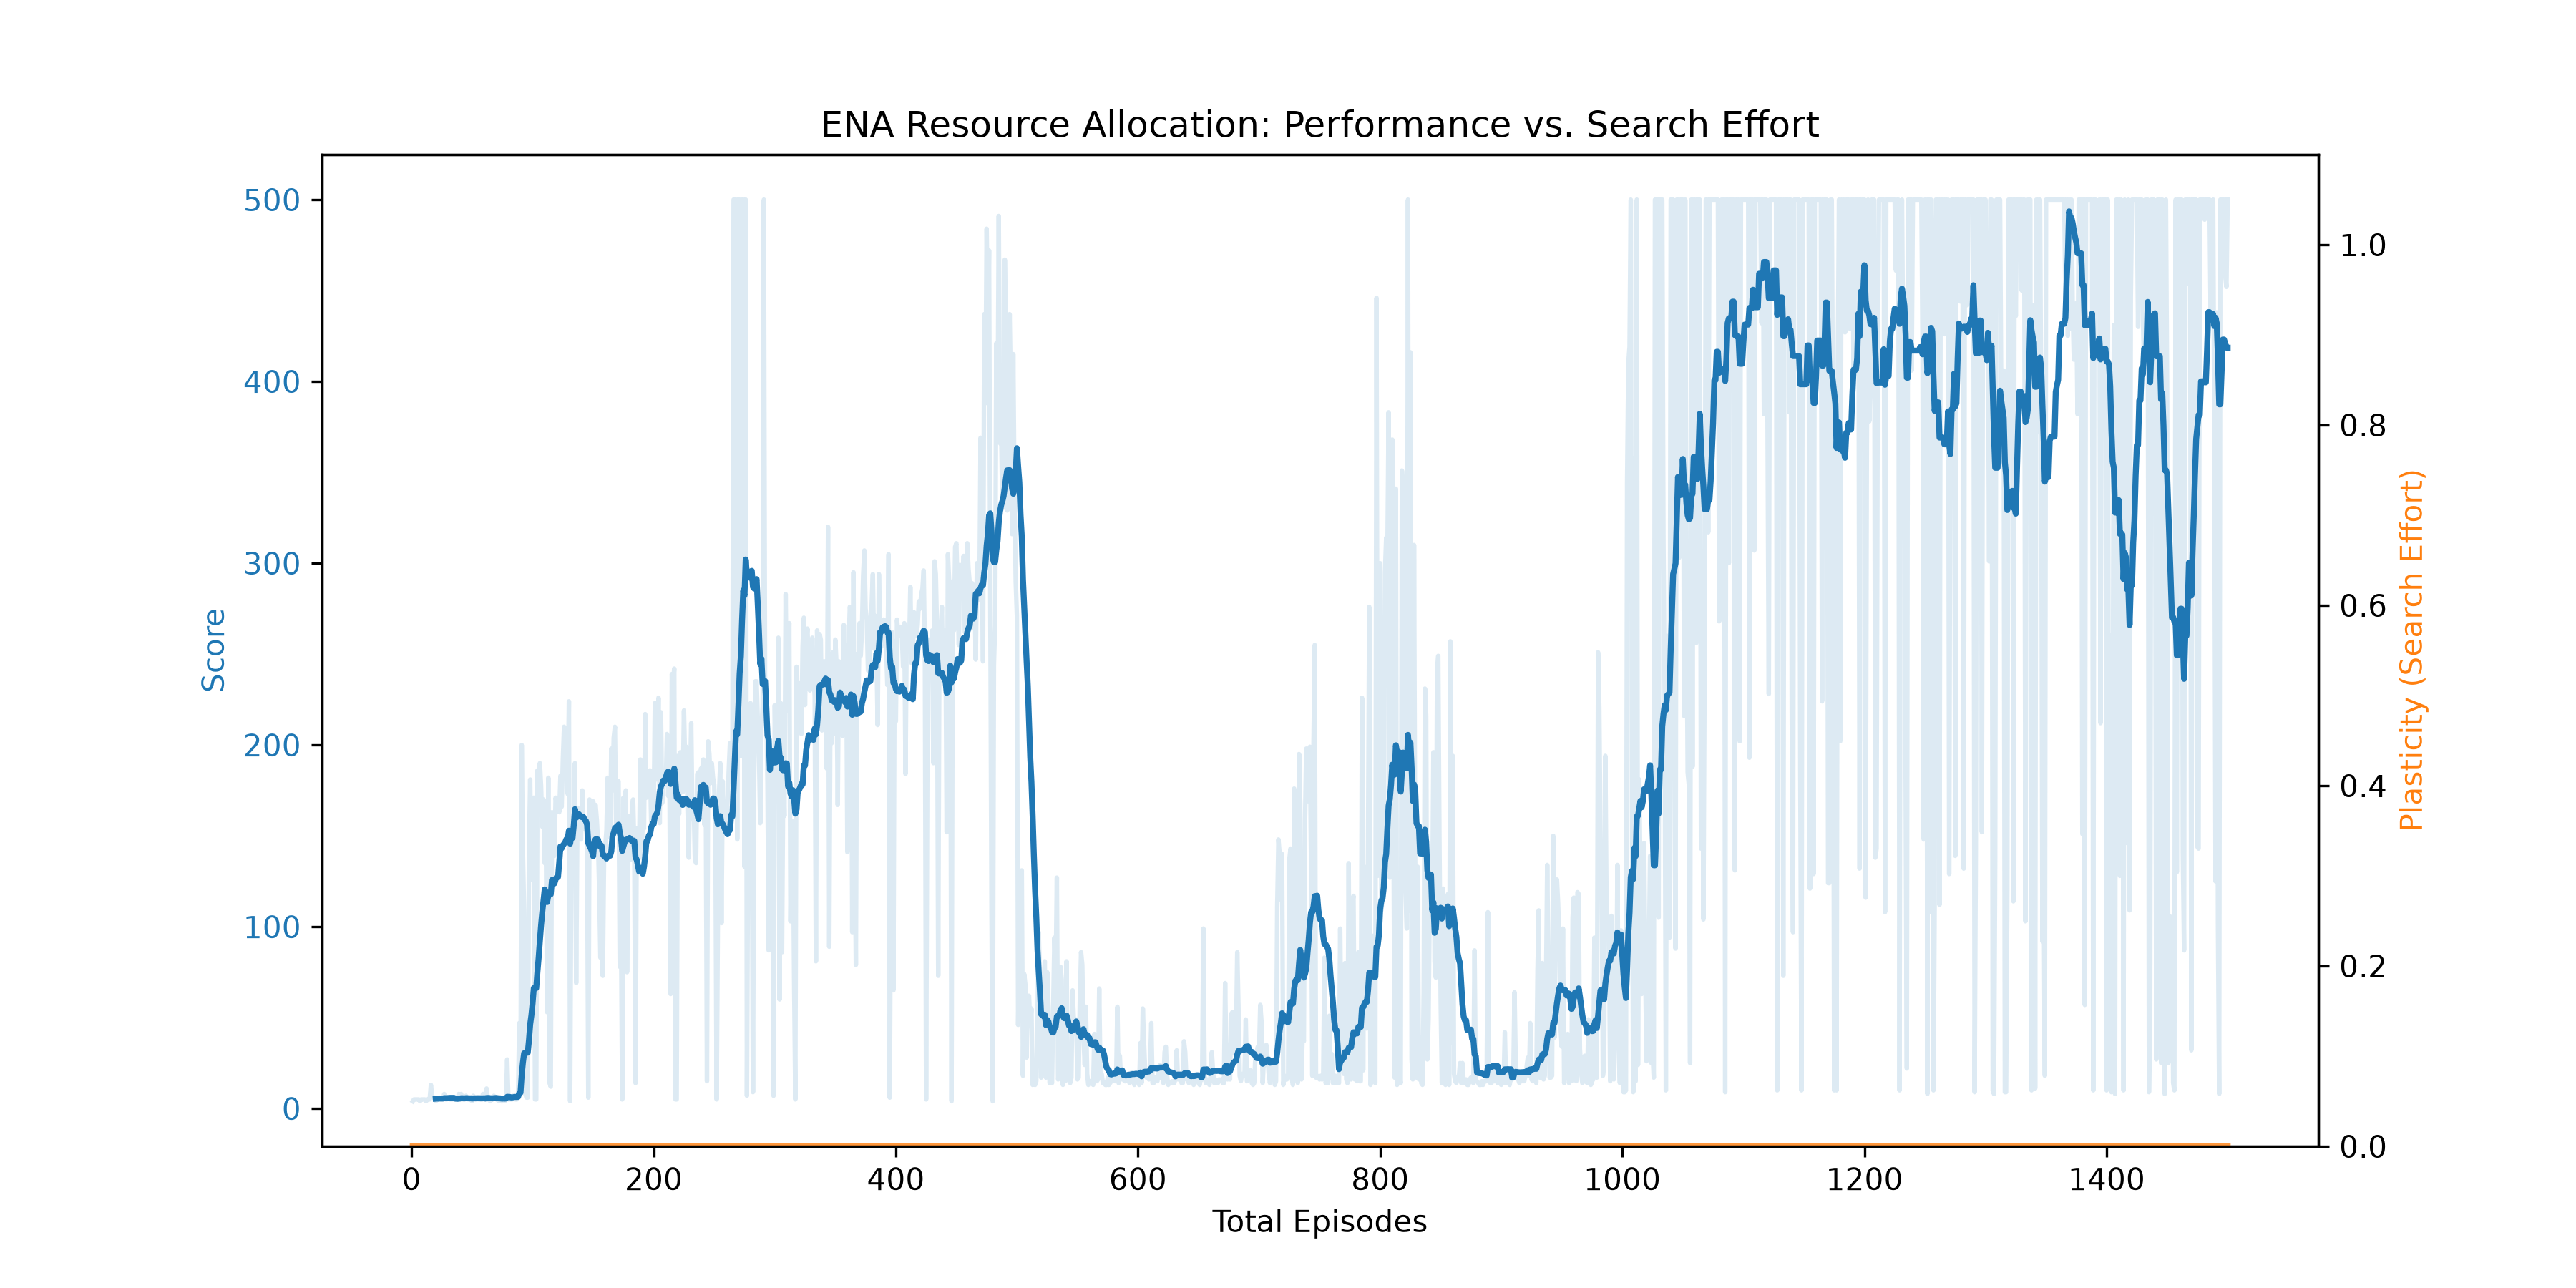 ENA Resource Allocation: Performance vs. Search Effort
500
400
300
200
100
0
Score
1.0
0.8
0.6
0.4
0.2
0.0
Plasticity (Search Effort)
0 200 400 600 800 1000 1200 1400
Total Episodes